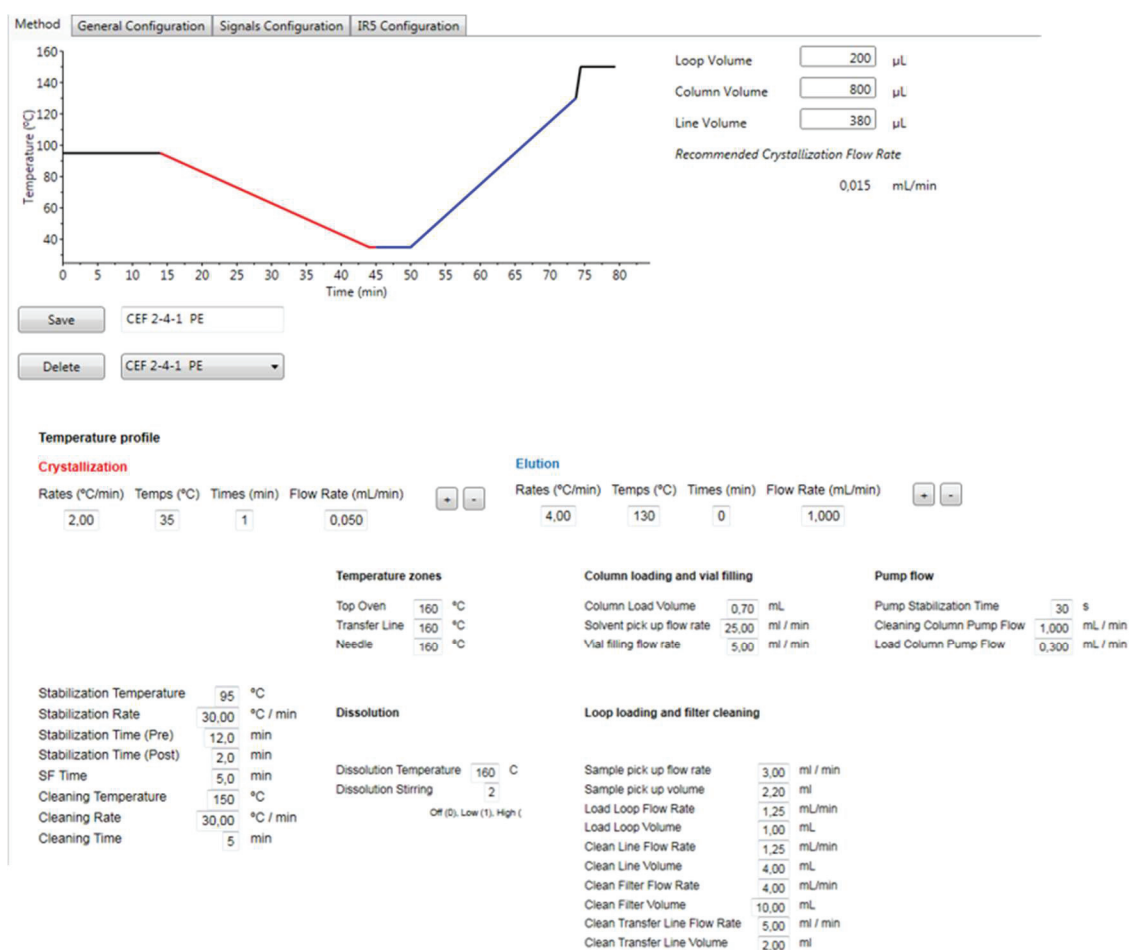 Method General Configuration Signals Configuration IR5 Configuration
160
140
120
100
80
60
40
Temperature (ºC)
0 5 10 15 20 25 30 35 40 45 50 55 60 65 70 75 80
Time (min)
Loop Volume 200 µL
Column Volume 800 µL
Line Volume 380 µL
Recommended Crystallization Flow Rate
0,015 mL/min
Save CEF 2-4-1 PE
Delete CEF 2-4-1 PE
Temperature profile
Crystallization
Rates (ºC/min) Temps (ºC) Times (min) Flow Rate (mL/min) + -
2,00 35 1 0,050
Elution
Rates (ºC/min) Temps (ºC) Times (min) Flow Rate (mL/min) + -
4,00 130 0 1,000
Temperature zones
Top Oven 160 ºC
Transfer Line 160 ºC
Needle 160 ºC
Column loading and vial filling
Column Load Volume 0,70 mL
Solvent pick up flow rate 25,00 ml / min
Vial filling flow rate 5,00 ml / min
Pump flow
Pump Stabilization Time 30 s
Cleaning Column Pump Flow 1,000 mL / min
Load Column Pump Flow 0,300 mL / min
Stabilization Temperature 95 ºC
Stabilization Rate 30,00 ºC / min
Stabilization Time (Pre) 12,0 min
Stabilization Time (Post) 2,0 min
SF Time 5,0 min
Cleaning Temperature 150 ºC
Cleaning Rate 30,00 ºC / min
Cleaning Time 5 min
Dissolution
Dissolution Temperature 160 C
Dissolution Stirring 2
Off (0), Low (1), High (
Loop loading and filter cleaning
Sample pick up flow rate 3,00 ml / min
Sample pick up volume 2,20 ml
Load Loop Flow Rate 1,25 mL/min
Load Loop Volume 1,00 mL
Clean Line Flow Rate 1,25 mL/min
Clean Line Volume 4,00 mL
Clean Filter Flow Rate 4,00 mL/min
Clean Filter Volume 10,00 mL
Clean Transfer Line Flow Rate 5,00 ml / min
Clean Transfer Line Volume 2,00 ml